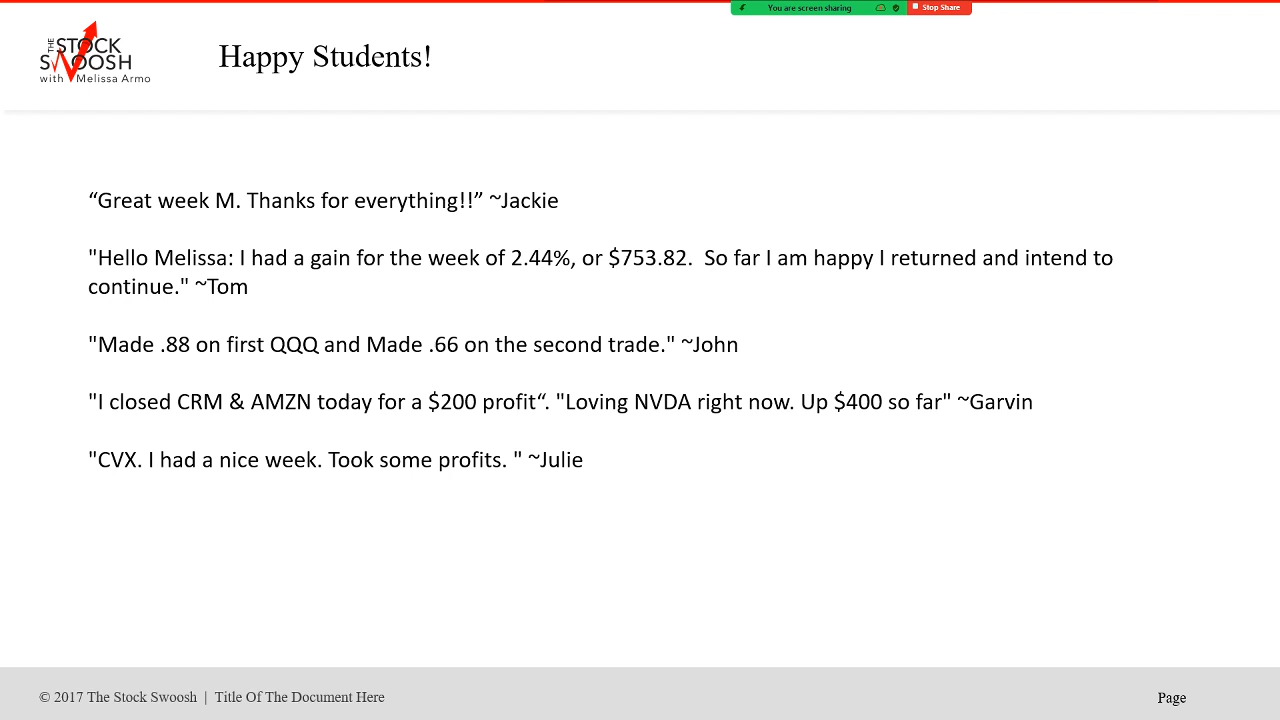 You are screen sharing
Stop Share
THE STOCK
SWOOSH
with Melissa Armo
Happy Students!
“Great week M. Thanks for everything!!” ~Jackie
"Hello Melissa: I had a gain for the week of 2.44%, or $753.82.  So far I am happy I returned and intend to
continue." ~Tom
"Made .88 on first QQQ and Made .66 on the second trade." ~John
"I closed CRM & AMZN today for a $200 profit“. "Loving NVDA right now. Up $400 so far" ~Garvin
"CVX. I had a nice week. Took some profits. " ~Julie
© 2017 The Stock Swoosh | Title Of The Document Here
Page